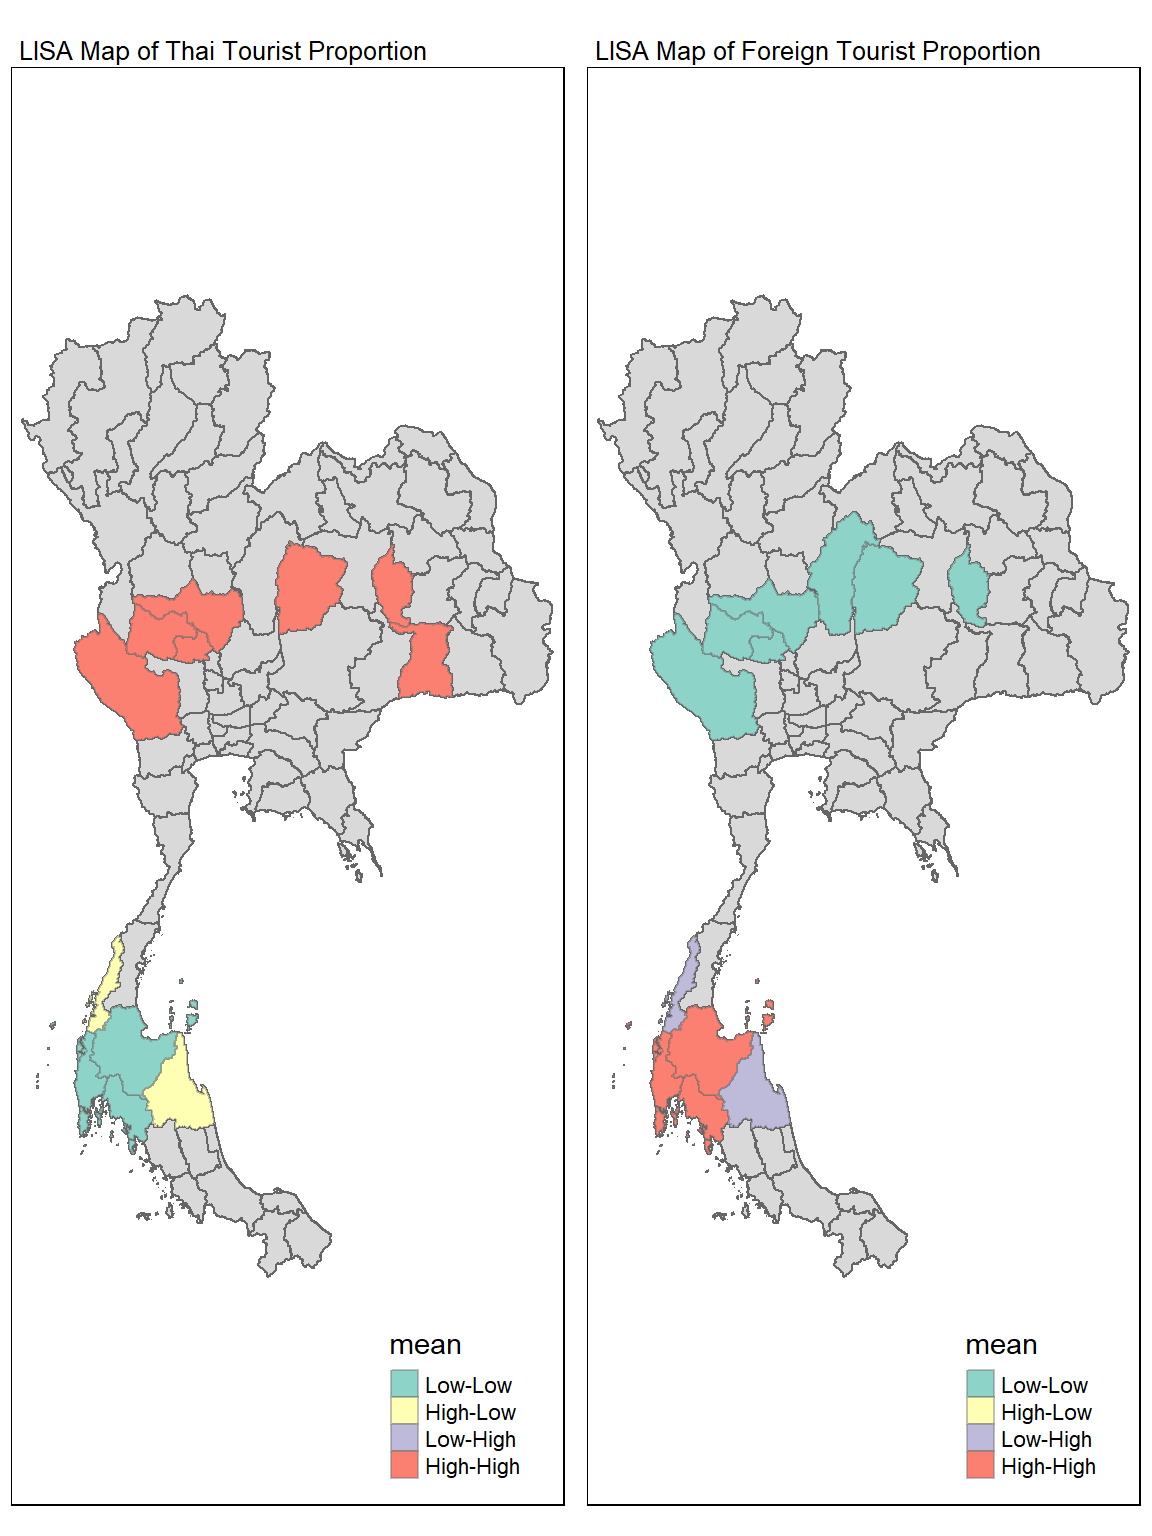 LISA Map of Thai Tourist Proportion
mean
Low-Low
High-Low
Low-High
High-High
LISA Map of Foreign Tourist Proportion
mean
Low-Low
High-Low
Low-High
High-High